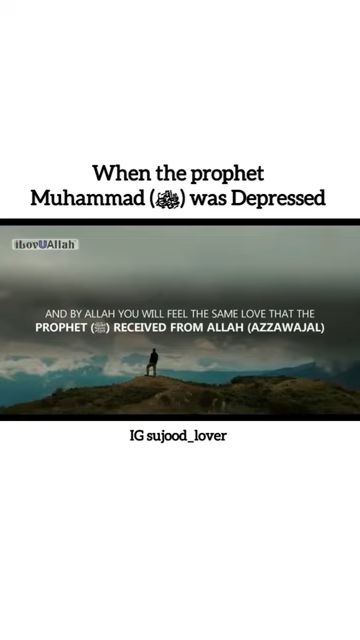 When the prophet
Muhammad (ﷺ) was Depressed
iLovUAllah
AND BY ALLAH YOU WILL FEEL THE SAME LOVE THAT THE
PROPHET (ﷺ) RECEIVED FROM ALLAH (AZZAWAJAL)
IG sujood_lover